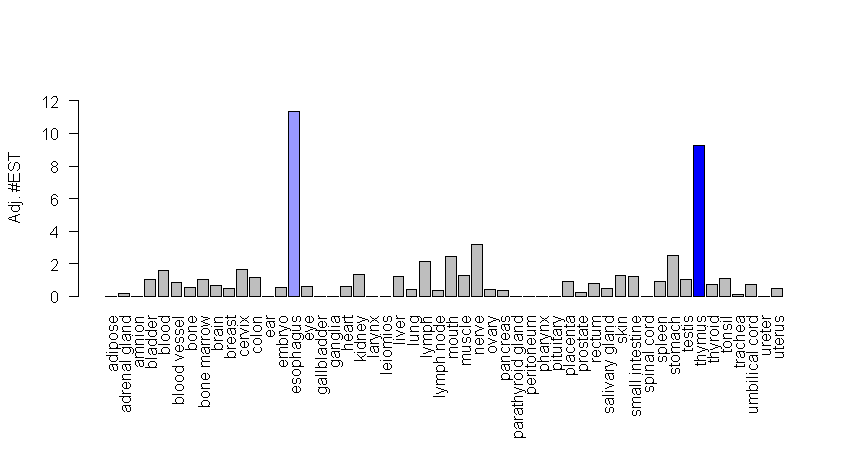 Adj. #EST
12
10
8
6
4
2
0
adipose
adrenal gland
amnion
bladder
blood
blood vessel
bone
bone marrow
brain
breast
cervix
colon
ear
embryo
esophagus
eye
gallbladder
ganglia
heart
kidney
larynx
leiomios
liver
lung
lymph
lymph node
mouth
muscle
nerve
ovary
pancreas
parathyroid gland
peritoneum
pharynx
pituitary
placenta
prostate
rectum
salivary gland
skin
small intestine
spinal cord
spleen
stomach
testis
thymus
thyroid
tonsil
trachea
umbilical cord
ureter
uterus